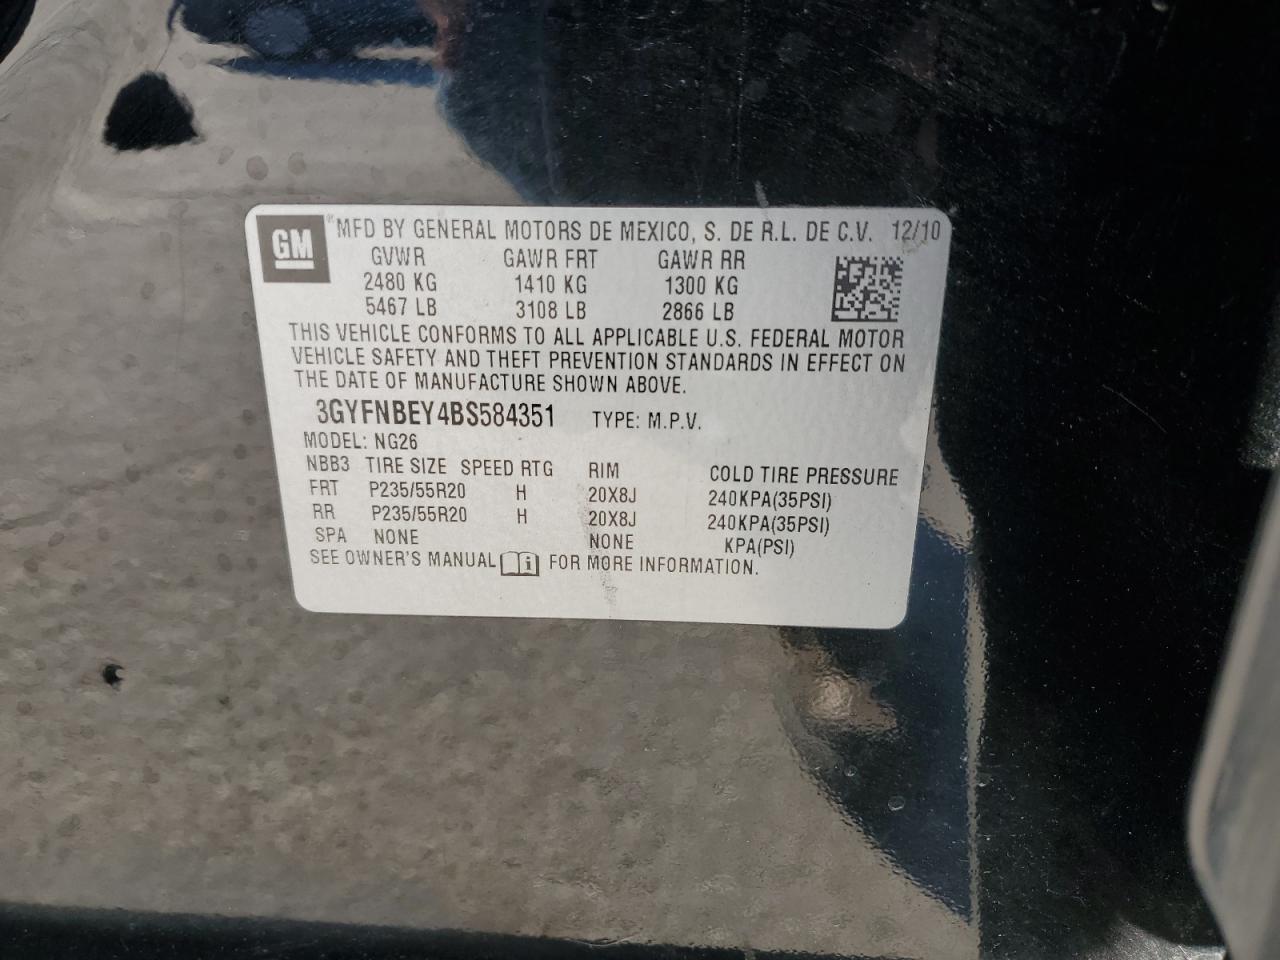 GM ® MFD BY GENERAL MOTORS DE MEXICO, S. DE R.L. DE C.V. 12/10
GVWR GAWR FRT GAWR RR
2480 KG 1410 KG 1300 KG
5467 LB 3108 LB 2866 LB
THIS VEHICLE CONFORMS TO ALL APPLICABLE U.S. FEDERAL MOTOR
VEHICLE SAFETY AND THEFT PREVENTION STANDARDS IN EFFECT ON
THE DATE OF MANUFACTURE SHOWN ABOVE.
3GYFNBEY4BS584351 TYPE: M.P.V.
MODEL: NG26
NBB3 TIRE SIZE SPEED RTG RIM COLD TIRE PRESSURE
FRT P235/55R20 H 20X8J 240KPA(35PSI)
RR P235/55R20 H 20X8J 240KPA(35PSI)
SPA NONE NONE KPA(PSI)
SEE OWNER'S MANUAL FOR MORE INFORMATION.